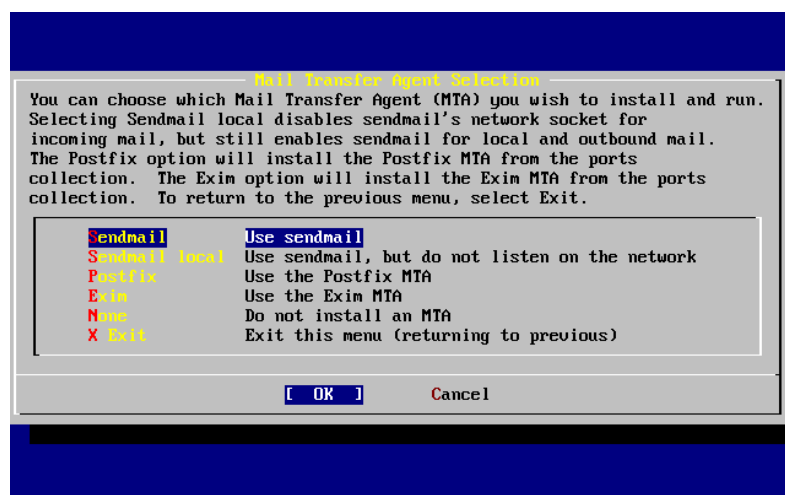 Mail Transfer Agent Selection
You can choose which Mail Transfer Agent (MTA) you wish to install and run.
Selecting Sendmail local disables sendmail's network socket for
incoming mail, but still enables sendmail for local and outbound mail.
The Postfix option will install the Postfix MTA from the ports
collection.  The Exim option will install the Exim MTA from the ports
collection.  To return to the previous menu, select Exit.
Sendmail Use sendmail
Sendmail local Use sendmail, but do not listen on the network
Postfix Use the Postfix MTA
Exim Use the Exim MTA
None Do not install an MTA
X Exit Exit this menu (returning to previous)
[ OK ] Cancel